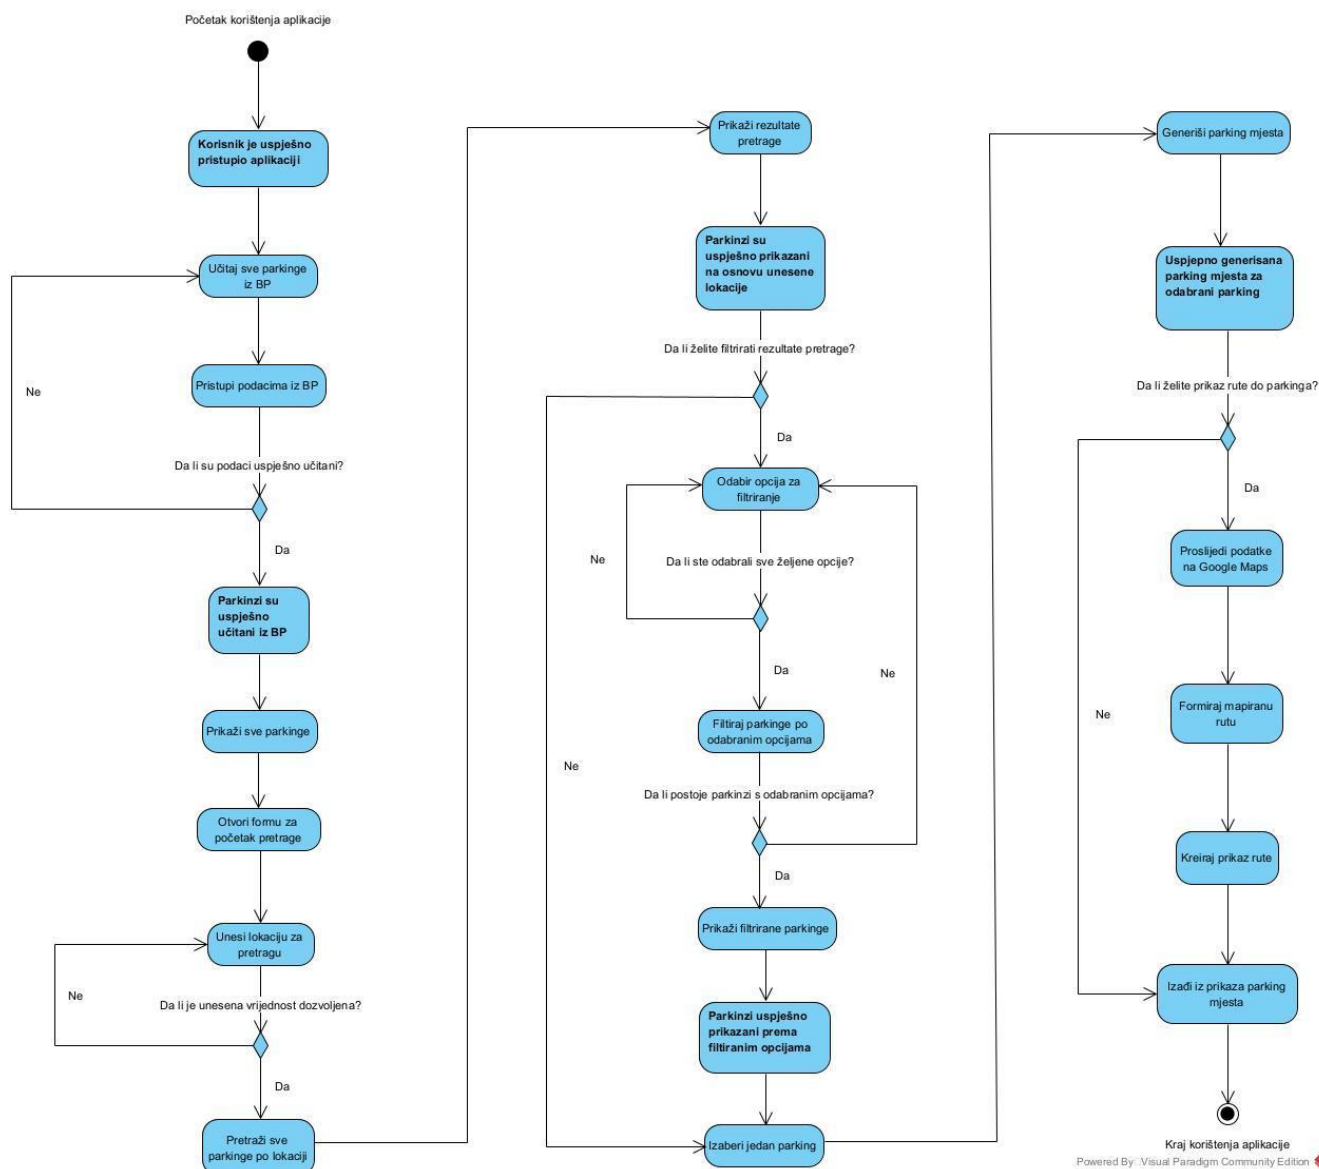 Početak korištenja aplikacije
Korisnik je uspješno
pristupio aplikaciji
Učitaj sve parkinge
iz BP
Ne
Pristupi podacima iz BP
Da li su podaci uspješno učitani?
Da
Parkinzi su
uspješno
učitani iz BP
Prikaži sve parkinge
Otvori formu za
početak pretrage
Unesi lokaciju za
pretragu
Ne
Da li je unesena vrijednost dozvoljena?
Da
Pretraži sve
parkinge po lokaciji
Prikaži rezultate
pretrage
Parkinzi su
uspješno prikazani
na osnovu unesene
lokacije
Da li želite filtrirati rezultate pretrage?
Da
Odabir opcija za
filtriranje
Ne
Da li ste odabrali sve željene opcije?
Da
Ne
Filtiraj parkinge po
odabranim opcijama
Ne
Da li postoje parkinzi s odabranim opcijama?
Da
Prikaži filtrirane parkinge
Parkinzi uspješno
prikazani prema
filtiranim opcijama
Izaberi jedan parking
Generiši parking mjesta
Uspjepno generisana
parking mjesta za
odabrani parking
Da li želite prikaz rute do parkinga?
Da
Proslijedi podatke
na Google Maps
Formiraj mapiranu
rutu
Ne
Kreiraj prikaz rute
Izađi iz prikaza parking
mjesta
Kraj korištenja aplikacije
Powered By Visual Paradigm Community Edition